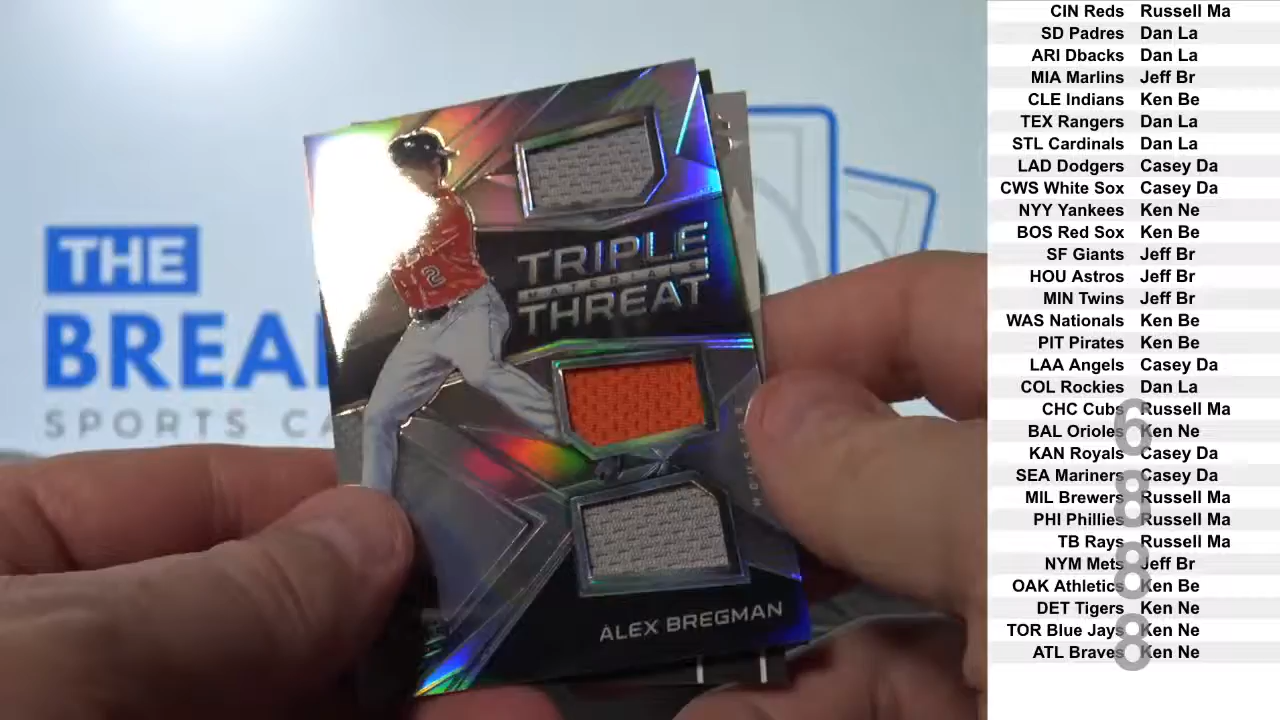 THE
BREA
SPORTS CA
2
TRIPLE
MATERIALS
THREAT
ALEX BREGMAN
CIN Reds Russell Ma
SD Padres Dan La
ARI Dbacks Dan La
MIA Marlins Jeff Br
CLE Indians Ken Be
TEX Rangers Dan La
STL Cardinals Dan La
LAD Dodgers Casey Da
CWS White Sox Casey Da
NYY Yankees Ken Ne
BOS Red Sox Ken Be
SF Giants Jeff Br
HOU Astros Jeff Br
MIN Twins Jeff Br
WAS Nationals Ken Be
PIT Pirates Ken Be
LAA Angels Casey Da
COL Rockies Dan La
CHC Cubs Russell Ma
BAL Orioles Ken Ne
KAN Royals Casey Da
SEA Mariners Casey Da
MIL Brewers Russell Ma
PHI Phillies Russell Ma
TB Rays Russell Ma
NYM Mets Jeff Br
OAK Athletics Ken Be
DET Tigers Ken Ne
TOR Blue Jays Ken Ne
ATL Braves Ken Ne